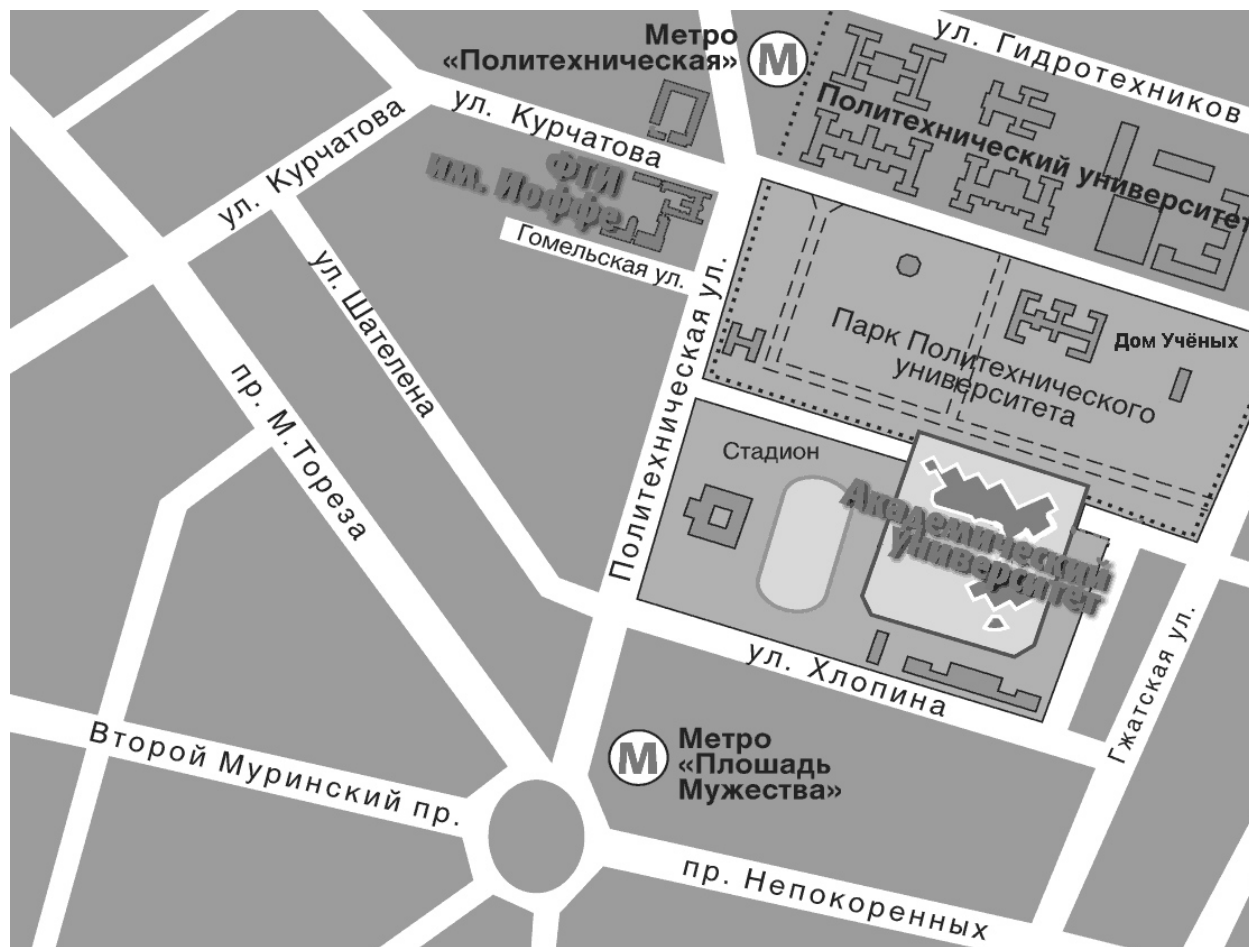 Метро
«Политехническая»
М
ул. Гидротехников
Политехнический университет
ул. Курчатова
ул. Курчатова
ФТИ
им. Иоффе
Гомельская ул.
ул. Шателена
Политехническая ул.
Парк Политехнического
университета
Дом Учёных
пр. М. Тореза
Стадион
Академический
университет
ул. Хлопина
Гжатская ул.
Второй Муринский пр.
М
Метро
«Плошадь
Мужества»
пр. Непокоренных